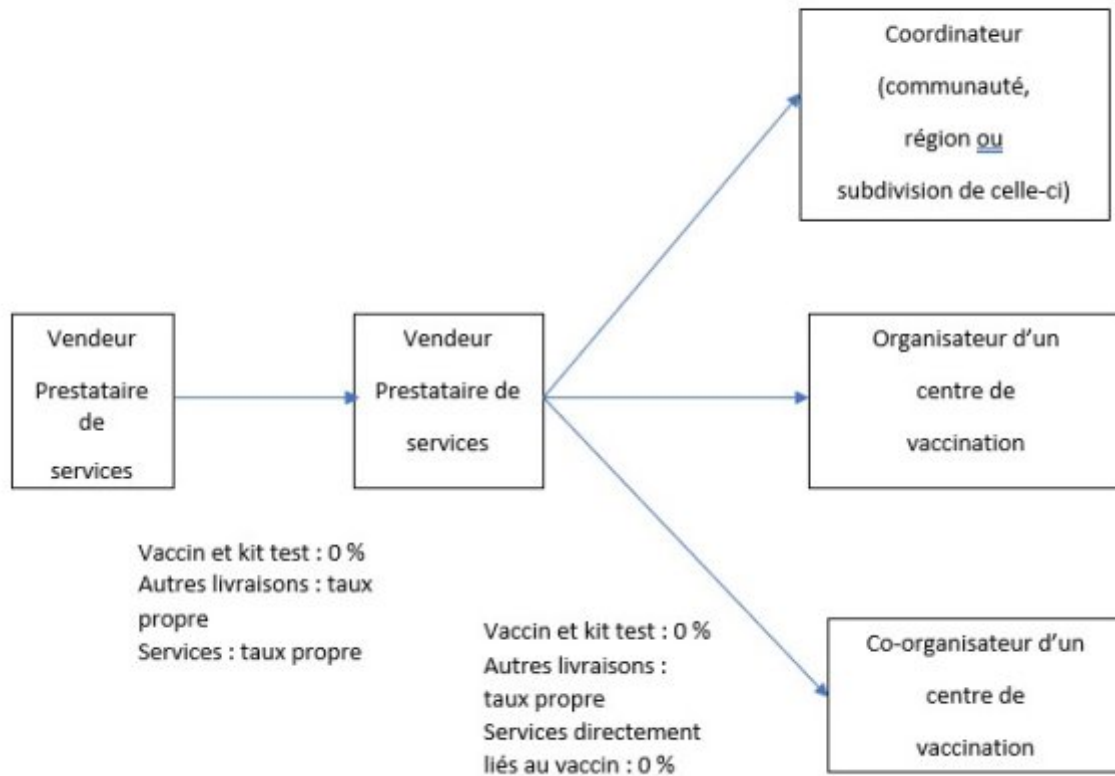 Coordinateur
(communauté,
région ou
subdivision de celle-ci)
Vendeur
Prestataire
de
services
Vendeur
Prestataire de
services
Organisateur d'un
centre de
vaccination
Vaccin et kit test : 0 %
Autres livraisons : taux
propre
Services : taux propre
Vaccin et kit test : 0 %
Autres livraisons :
taux propre
Services directement
liés au vaccin : 0 %
Co-organisateur d'un
centre de
vaccination